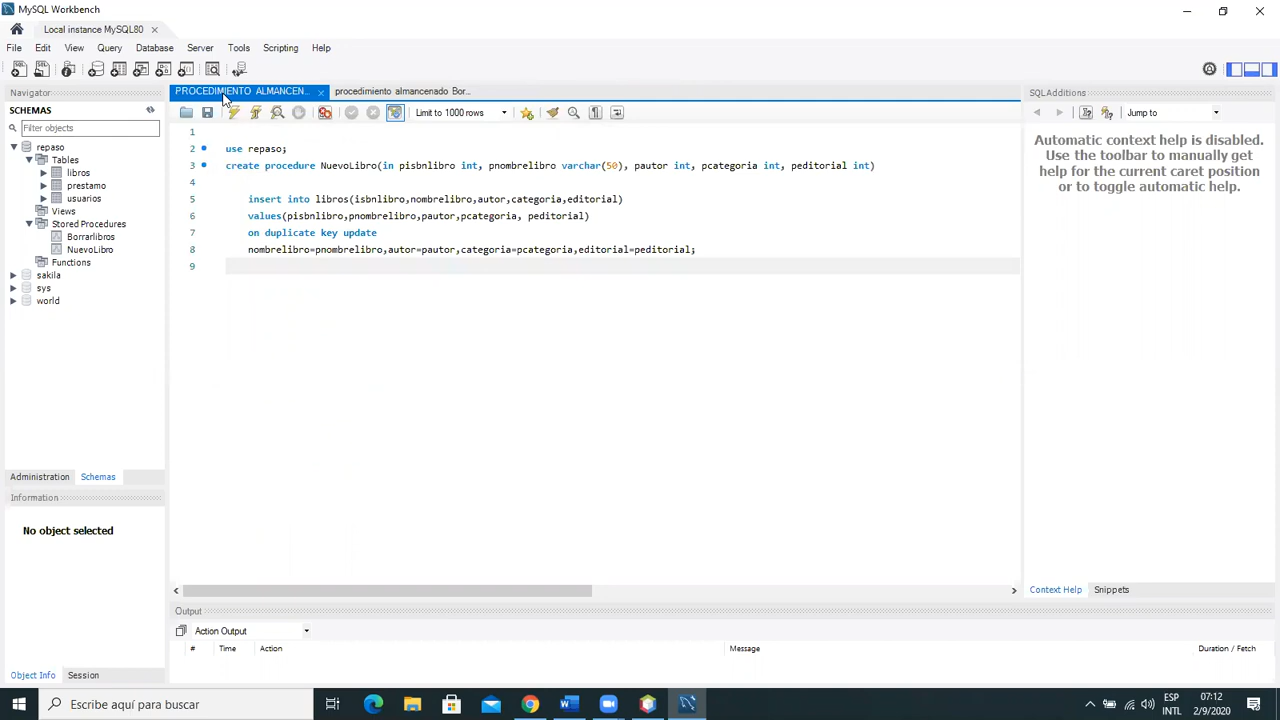 MySQL Workbench
Local instance MySQL80
File Edit View Query Database Server Tools Scripting Help
Navigator
SCHEMAS
Filter objects
repaso
Tables
libros
prestamo
usuarios
Views
Stored Procedures
Borrarlibros
NuevoLibro
Functions
sakila
sys
world
Administration Schemas
Information
No object selected
Object Info Session
PROCEDIMIENTO ALMANCEN... procedimiento almancenado Bor...
Limit to 1000 rows
1
2 use repaso;
3 create procedure NuevoLibro(in pisbnlibro int, pnombrelibro varchar(50), pautor int, pcategoria int, peditorial int)
4
5 insert into libros(isbnlibro,nombrelibro,autor,categoria,editorial)
6 values(pisbnlibro,pnombrelibro,pautor,pcategoria, peditorial)
7 on duplicate key update
8 nombrelibro=pnombrelibro,autor=pautor,categoria=pcategoria,editorial=peditorial;
9
SQLAdditions
Jump to
Automatic context help is disabled.
Use the toolbar to manually get
help for the current caret position
or to toggle automatic help.
Context Help Snippets
Output
Action Output
# Time Action Message Duration / Fetch
Escribe aquí para buscar
ESP
INTL
07:12
2/9/2020